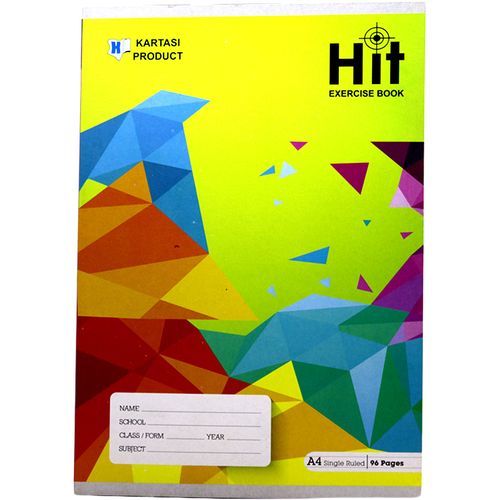 KARTASI
PRODUCT
Hit
EXERCISE BOOK
NAME
SCHOOL
CLASS / FORM YEAR
SUBJECT
A4 Single Ruled 96 Pages